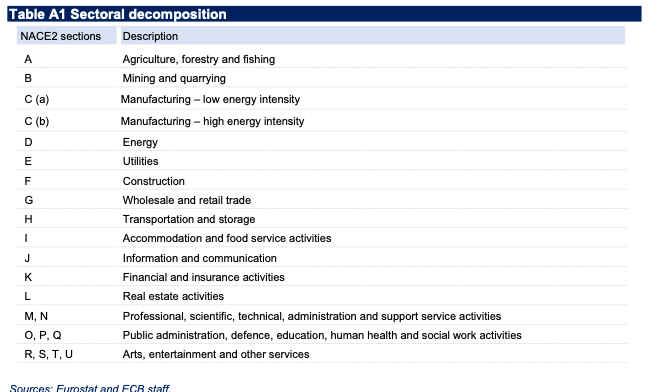 Table A1 Sectoral decomposition
NACE2 sections Description
A Agriculture, forestry and fishing
B Mining and quarrying
C (a) Manufacturing – low energy intensity
C (b) Manufacturing – high energy intensity
D Energy
E Utilities
F Construction
G Wholesale and retail trade
H Transportation and storage
I Accommodation and food service activities
J Information and communication
K Financial and insurance activities
L Real estate activities
M, N Professional, scientific, technical, administration and support service activities
O, P, Q Public administration, defence, education, human health and social work activities
R, S, T, U Arts, entertainment and other services
Sources: Eurostat and ECB staff.